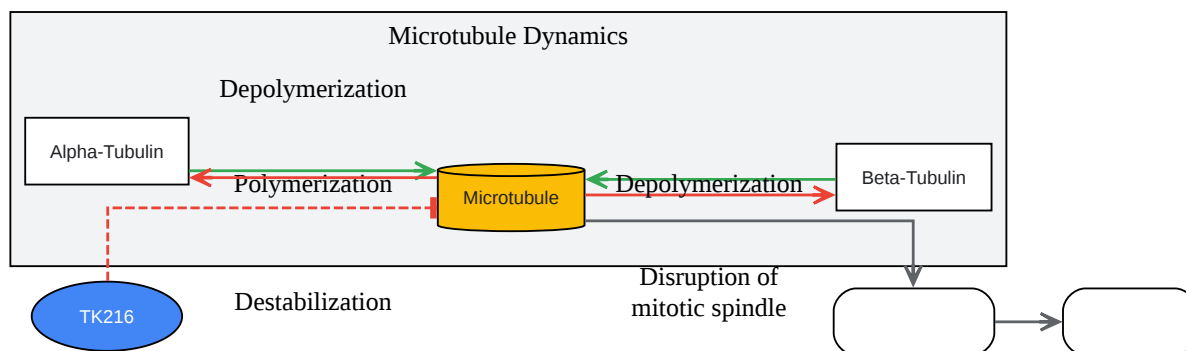 Microtubule Dynamics
Depolymerization
Alpha-Tubulin
Polymerization
Microtubule
Depolymerization
Beta-Tubulin
Disruption of
mitotic spindle
Destabilization
TK216